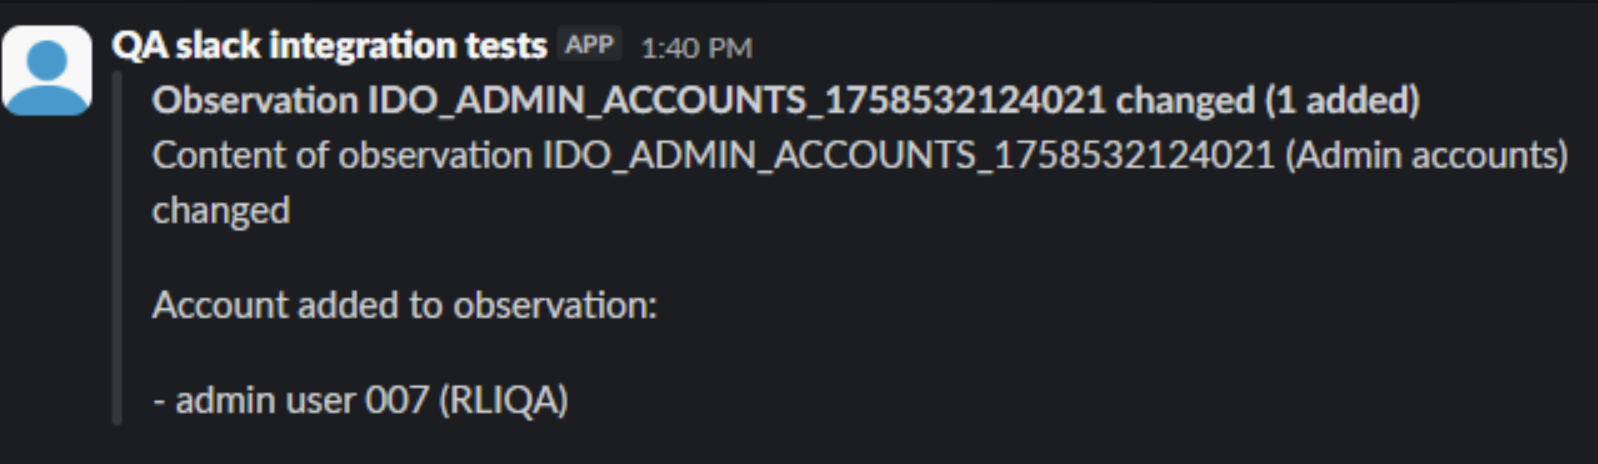 QA slack integration tests APP 1:40 PM
Observation IDO_ADMIN_ACCOUNTS_1758532124021 changed (1 added)
Content of observation IDO_ADMIN_ACCOUNTS_1758532124021 (Admin accounts)
changed
Account added to observation:
- admin user 007 (RLIQA)